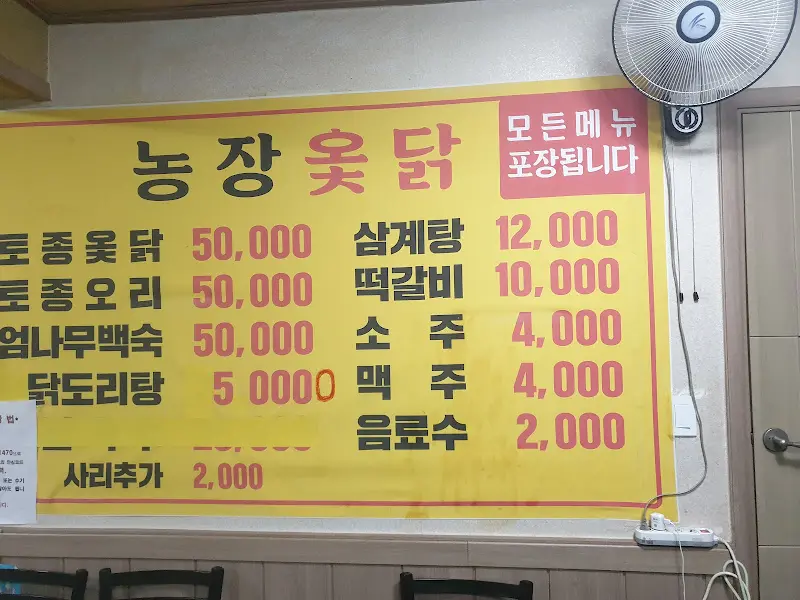 농장옻닭
모든메뉴
포장됩니다
토종옻닭 50,000
토종오리 50,000
엄나무백숙 50,000
닭도리탕 5 0000
사리추가 2,000
삼계탕 12,000
떡갈비 10,000
소주 4,000
맥주 4,000
음료수 2,000